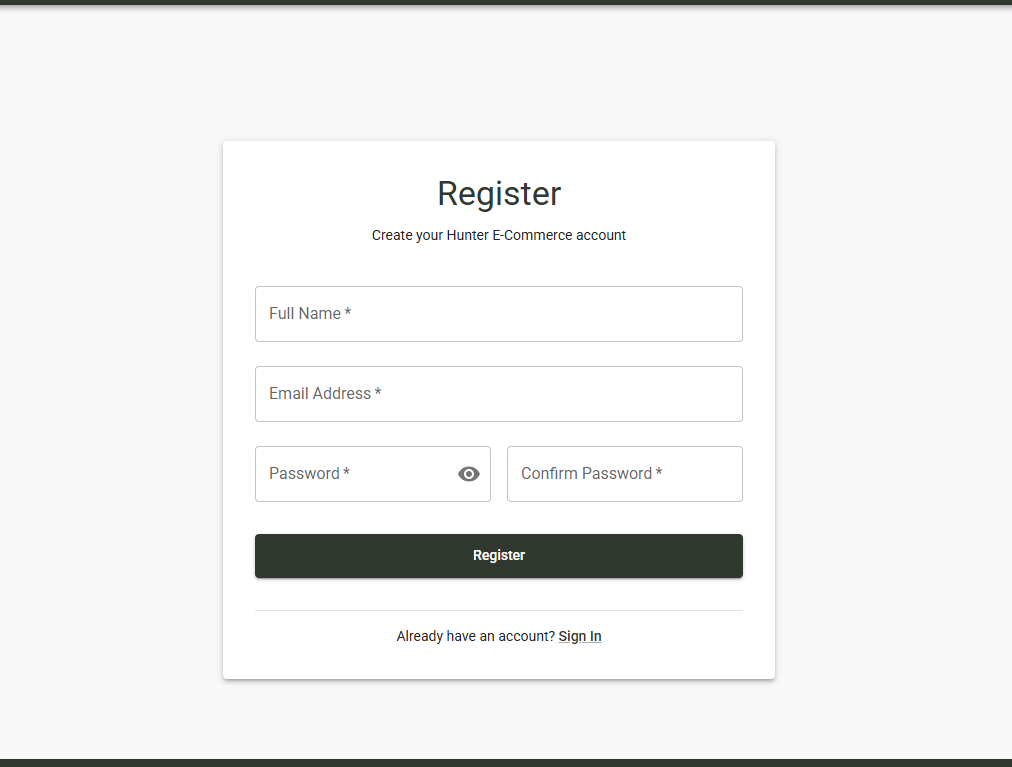 Register
Create your Hunter E-Commerce account
Full Name *
Email Address *
Password *
Confirm Password *
Register
Already have an account? Sign In